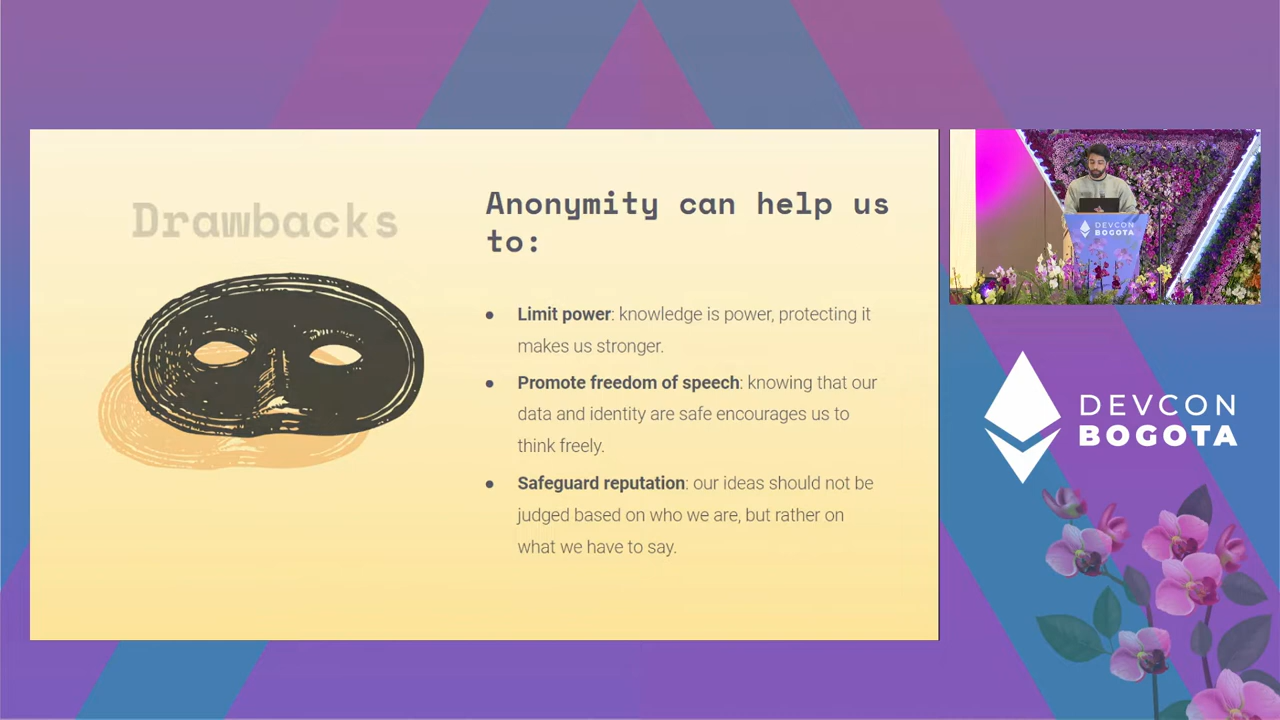 Drawbacks
Anonymity can help us
to:
● Limit power: knowledge is power, protecting it
makes us stronger.
● Promote freedom of speech: knowing that our
data and identity are safe encourages us to
think freely.
● Safeguard reputation: our ideas should not be
judged based on who we are, but rather on
what we have to say.
DEVCON
BOGOTA
DEVCON
BOGOTA